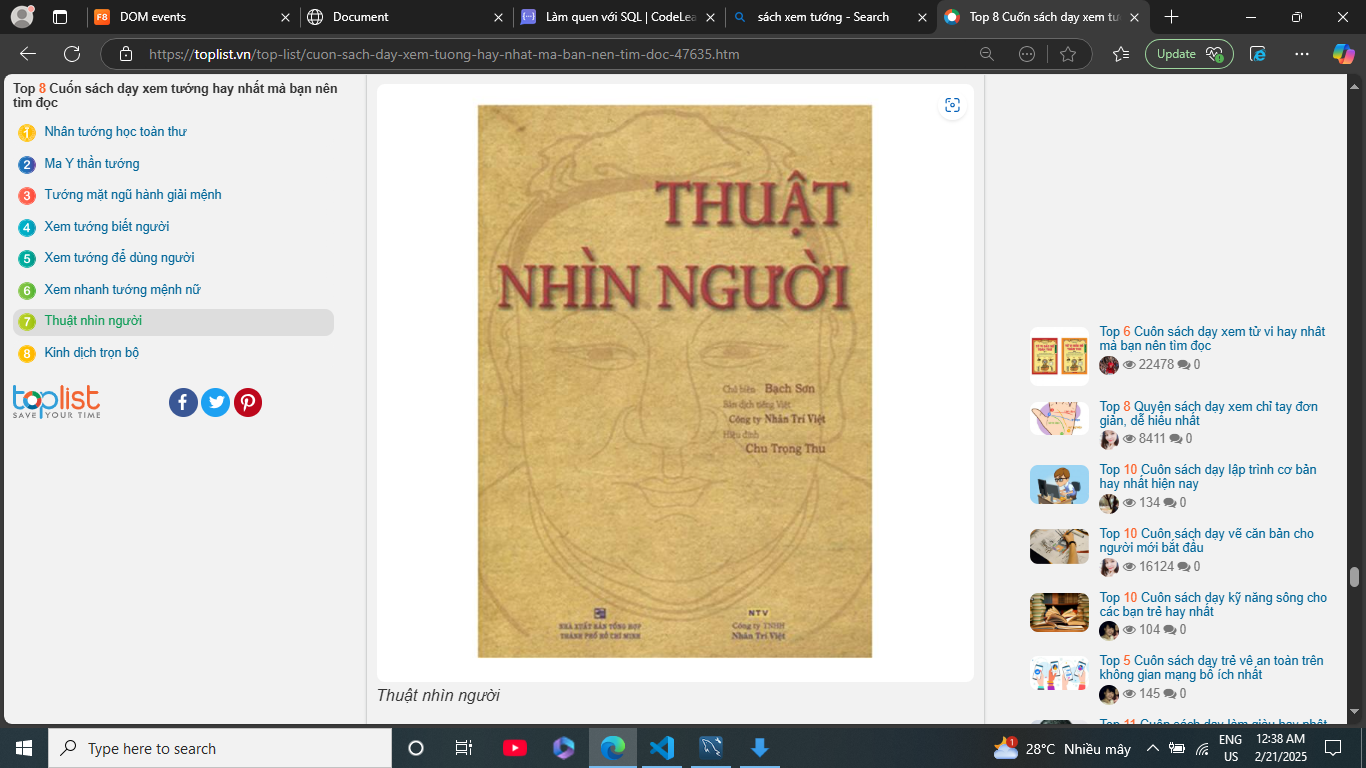 DOM events
Document
Làm quen với SQL | CodeLea
sách xem tướng - Search
Top 8 Cuốn sách dạy xem tướ
https://toplist.vn/top-list/cuon-sach-day-xem-tuong-hay-nhat-ma-ban-nen-tim-doc-47635.htm
Update
Top 8 Cuốn sách dạy xem tướng hay nhất mà bạn nên
tìm đọc
1 Nhân tướng học toàn thư
2 Ma Y thần tướng
3 Tướng mặt ngũ hành giải mệnh
4 Xem tướng biết người
5 Xem tướng để dùng người
6 Xem nhanh tướng mệnh nữ
7 Thuật nhìn người
8 Kinh dịch trọn bộ
toplist
SAVE YOUR TIME
THUẬT
NHÌN NGƯỜI
Chủ biên Bạch Sơn
Bản dịch tiếng Việt
Công ty Nhân Trí Việt
Hiệu đính
Chu Trọng Thu
NHÀ XUẤT BẢN TỔNG HỢP
THÀNH PHỐ HỒ CHÍ MINH
NTV
Công ty TNHH
Nhân Trí Việt
Thuật nhìn người
Top 6 Cuốn sách dạy xem tử vi hay nhất
mà bạn nên tìm đọc
22478 0
Top 8 Quyển sách dạy xem chỉ tay đơn
giản, dễ hiểu nhất
8411 0
Top 10 Cuốn sách dạy lập trình cơ bản
hay nhất hiện nay
134 0
Top 10 Cuốn sách dạy vẽ căn bản cho
người mới bắt đầu
16124 0
Top 10 Cuốn sách dạy kỹ năng sống cho
các bạn trẻ hay nhất
104 0
Top 5 Cuốn sách dạy trẻ về an toàn trên
không gian mạng bổ ích nhất
145 0
Top 11 Cuốn sách dạy làm giàu hay nhất
Type here to search
1
28°C Nhiều mây
ENG
US
12:38 AM
2/21/2025